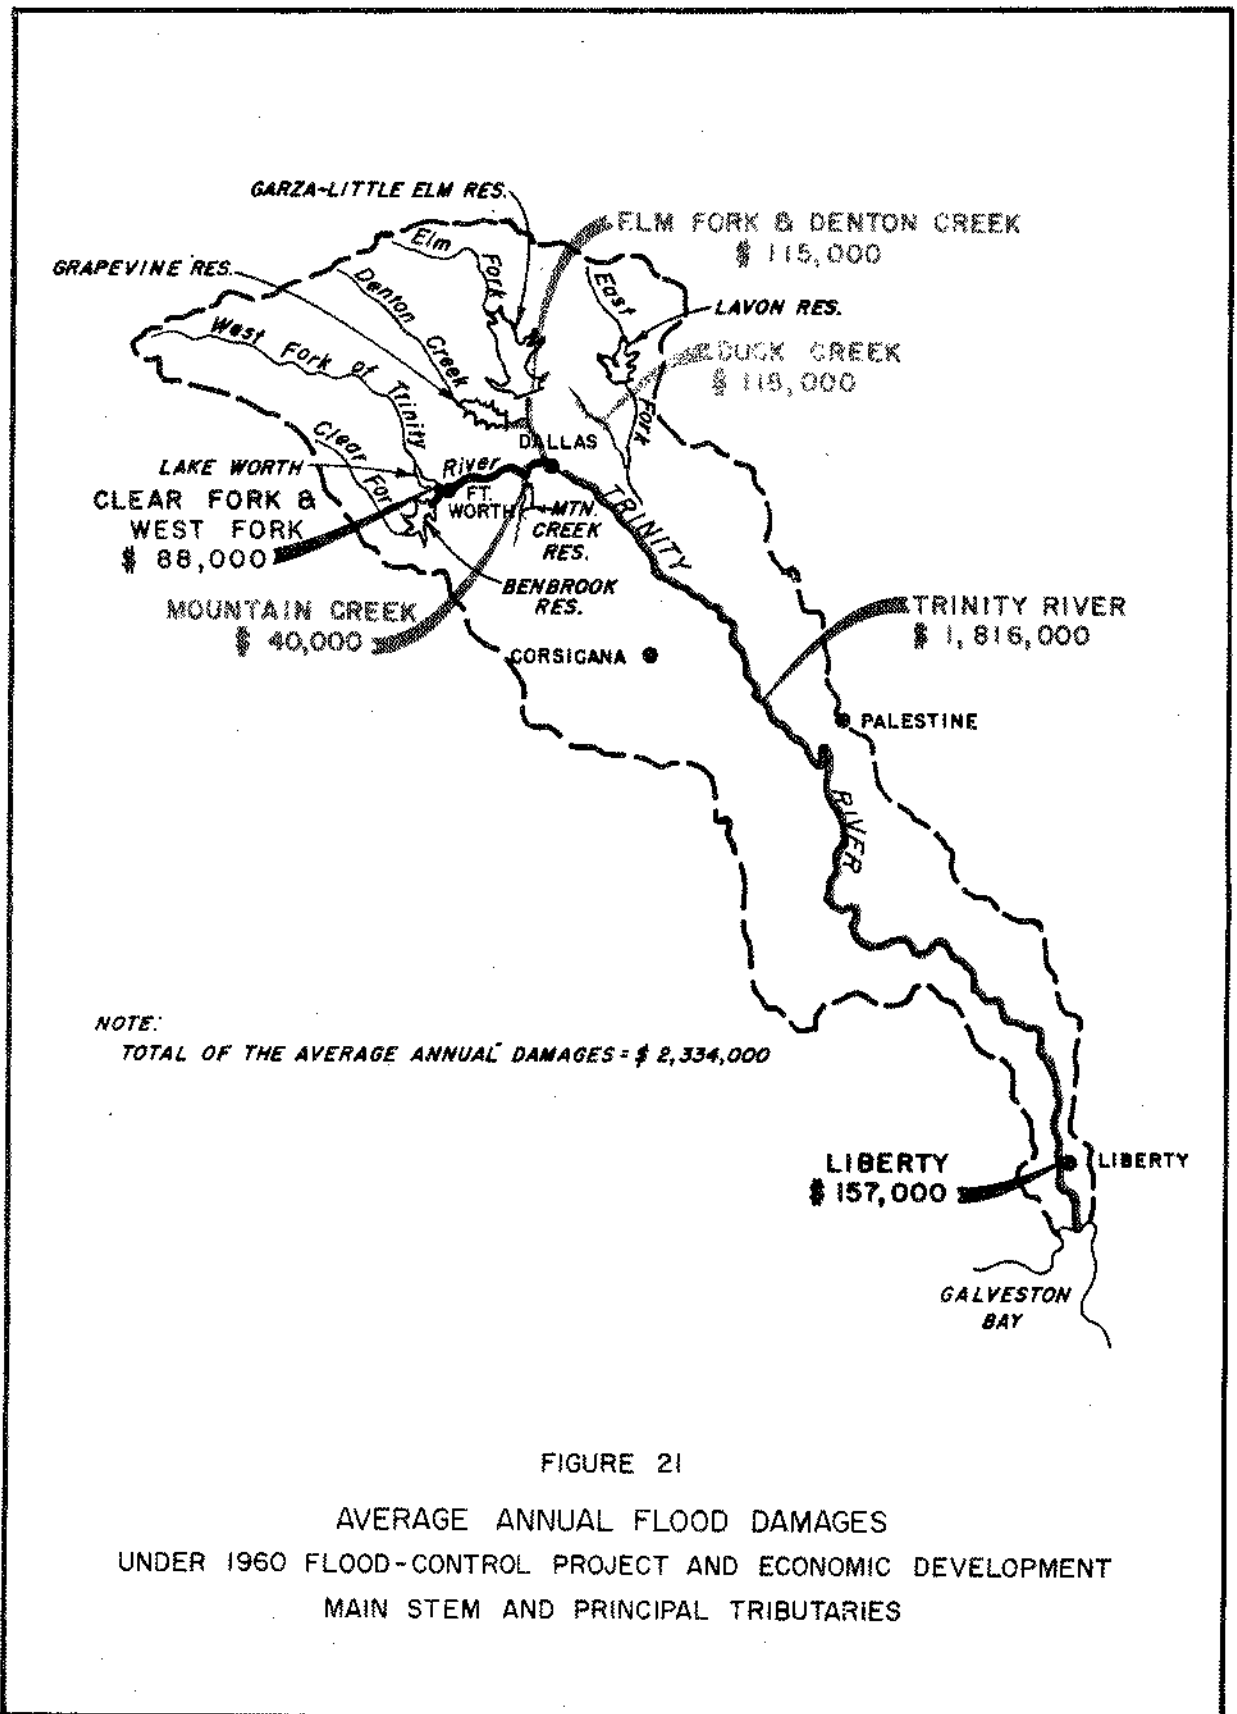 GARZA-LITTLE ELM RES.
ELM FORK & DENTON CREEK
$ 115,000
GRAPEVINE RES.
Elm Fork
Denton Creek
East Fork
LAVON RES.
West Fork of Trinity River
DUCK CREEK
$ 118,000
Clear For
DALLAS
LAKE WORTH
CLEAR FORK &
WEST FORK
$ 88,000
FT.
WORTH
MTN.
CREEK
RES.
TRINITY RIVER
BENBROOK
RES.
MOUNTAIN CREEK
$ 40,000
TRINITY RIVER
$ 1,816,000
CORSICANA
PALESTINE
NOTE:
TOTAL OF THE AVERAGE ANNUAL DAMAGES = $ 2,334,000
LIBERTY
$ 157,000
LIBERTY
GALVESTON
BAY
FIGURE 21
AVERAGE ANNUAL FLOOD DAMAGES
UNDER 1960 FLOOD-CONTROL PROJECT AND ECONOMIC DEVELOPMENT
MAIN STEM AND PRINCIPAL TRIBUTARIES